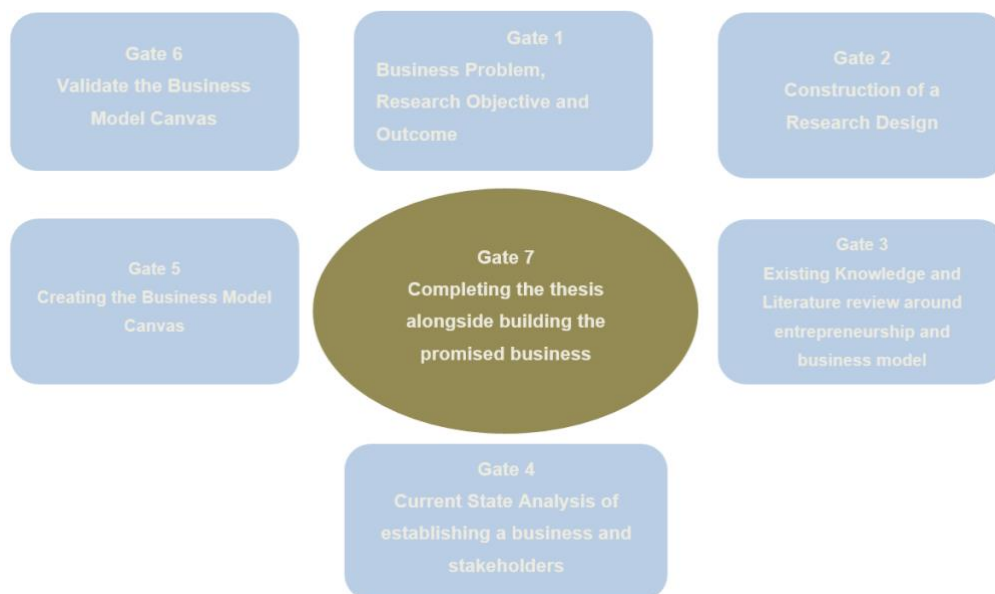 Gate 1
Business Problem,
Research Objective and
Outcome
Gate 2
Construction of a
Research Design
Gate 3
Existing Knowledge and
Literature review around
entrepreneurship and
business model
Gate 4
Current State Analysis of
establishing a business and
stakeholders
Gate 5
Creating the Business Model
Canvas
Gate 6
Validate the Business
Model Canvas
Gate 7
Completing the thesis
alongside building the
promised business